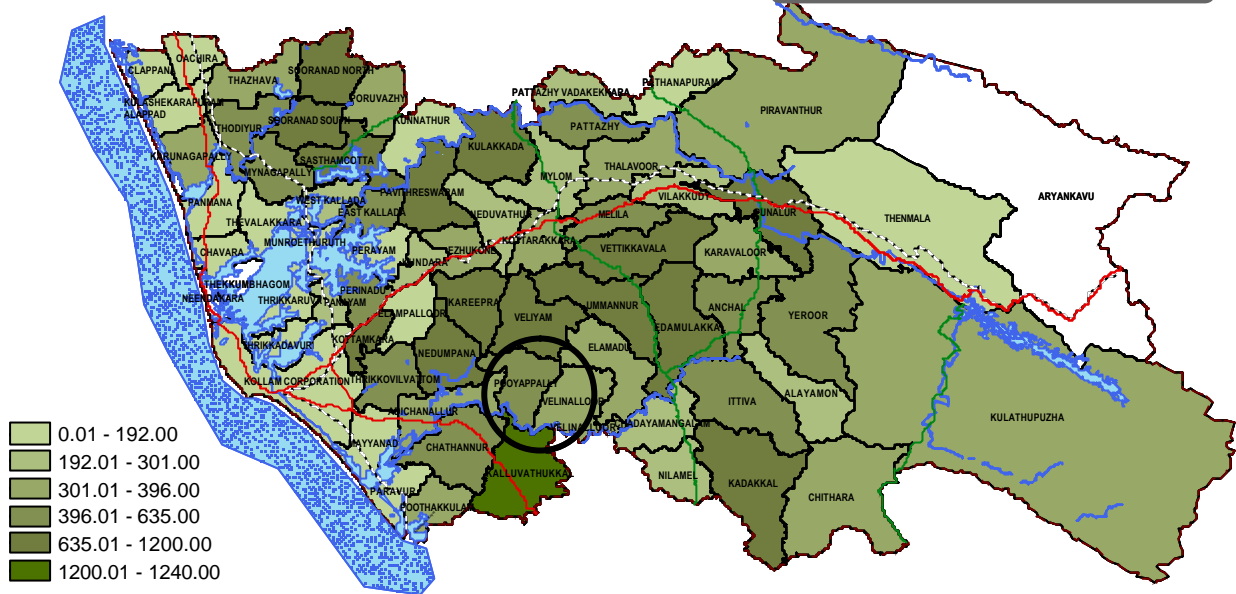 OACHIRA
CLAPPANA
THAZHAVA
SOORANAD NORTH
KULASHEKARAPURAM
ALAPPAD
PORUVAZHY
THODIYUR
SOORANAD SOUTH
KUNNATHUR
KARUNAGAPALLY
SASTHAMCOTTA
MYNAGAPALLY
PATTAZHY VADAKEKKARA
PATHANAPURAM
PIRAVANTHUR
PATTAZHY
KULAKKADA
THALAVOOR
MYLOM
ARYANKAVU
PANMANA
WEST KALLADA
PAVITHRESWARAM
EAST KALLADA
VILAKKUDY
THEVALAKKARA
NEDUVATHUR
MELILA
PUNALUR
THENMALA
MUNROETHURUTH
KOTTARAKKARA
CHAVARA
PERAYAM
EZHUKONE
VETTIKKAVALA
KARAVALOOR
KUNDARA
THEKKUMBHAGOM
NEENDAKARA
THRIKKARUVA
PERINADU
PANAYAM
KAREEPRA
UMMANNUR
ANCHAL
ELAMPALLOOR
VELIYAM
YEROOR
EDAMULAKKAL
THRIKKADAVUR
KOTTAMKARA
ELAMADU
NEDUMPANA
KOLLAM CORPORATION
THRIKKOVILVATTOM
POOYAPPALLY
VELINALLOOR
ITTIVA
ALAYAMON
ADICHANALLUR
KULATHUPUZHA
CHADAYAMANGALAM
VELINALLOOR
MAYYANAD
CHATHANNUR
KALLUVATHUKKAL
NILAMEL
KADAKKAL
PARAVUR
CHITHARA
POOTHAKKULAM
0.01 - 192.00
192.01 - 301.00
301.01 - 396.00
396.01 - 635.00
635.01 - 1200.00
1200.01 - 1240.00